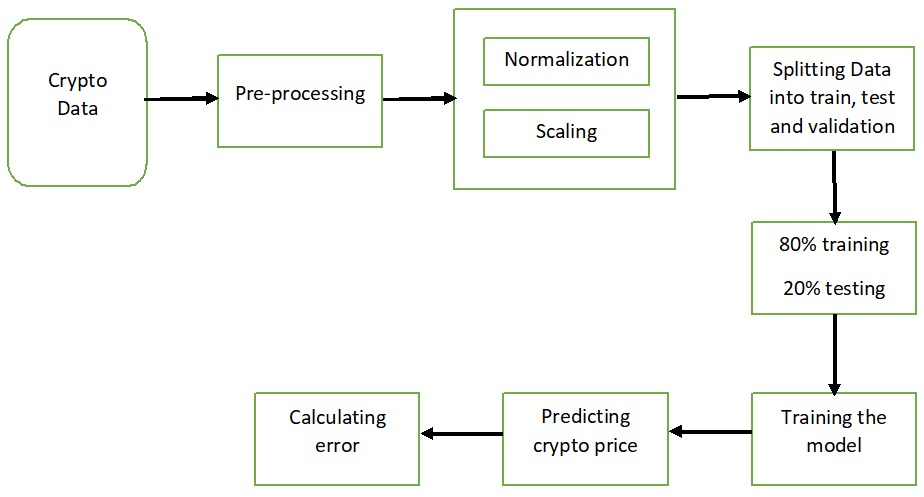 Crypto
Data
Pre-processing
Normalization
Scaling
Splitting Data
into train, test
and validation
80% training
20% testing
Training the
model
Predicting
crypto price
Calculating
error